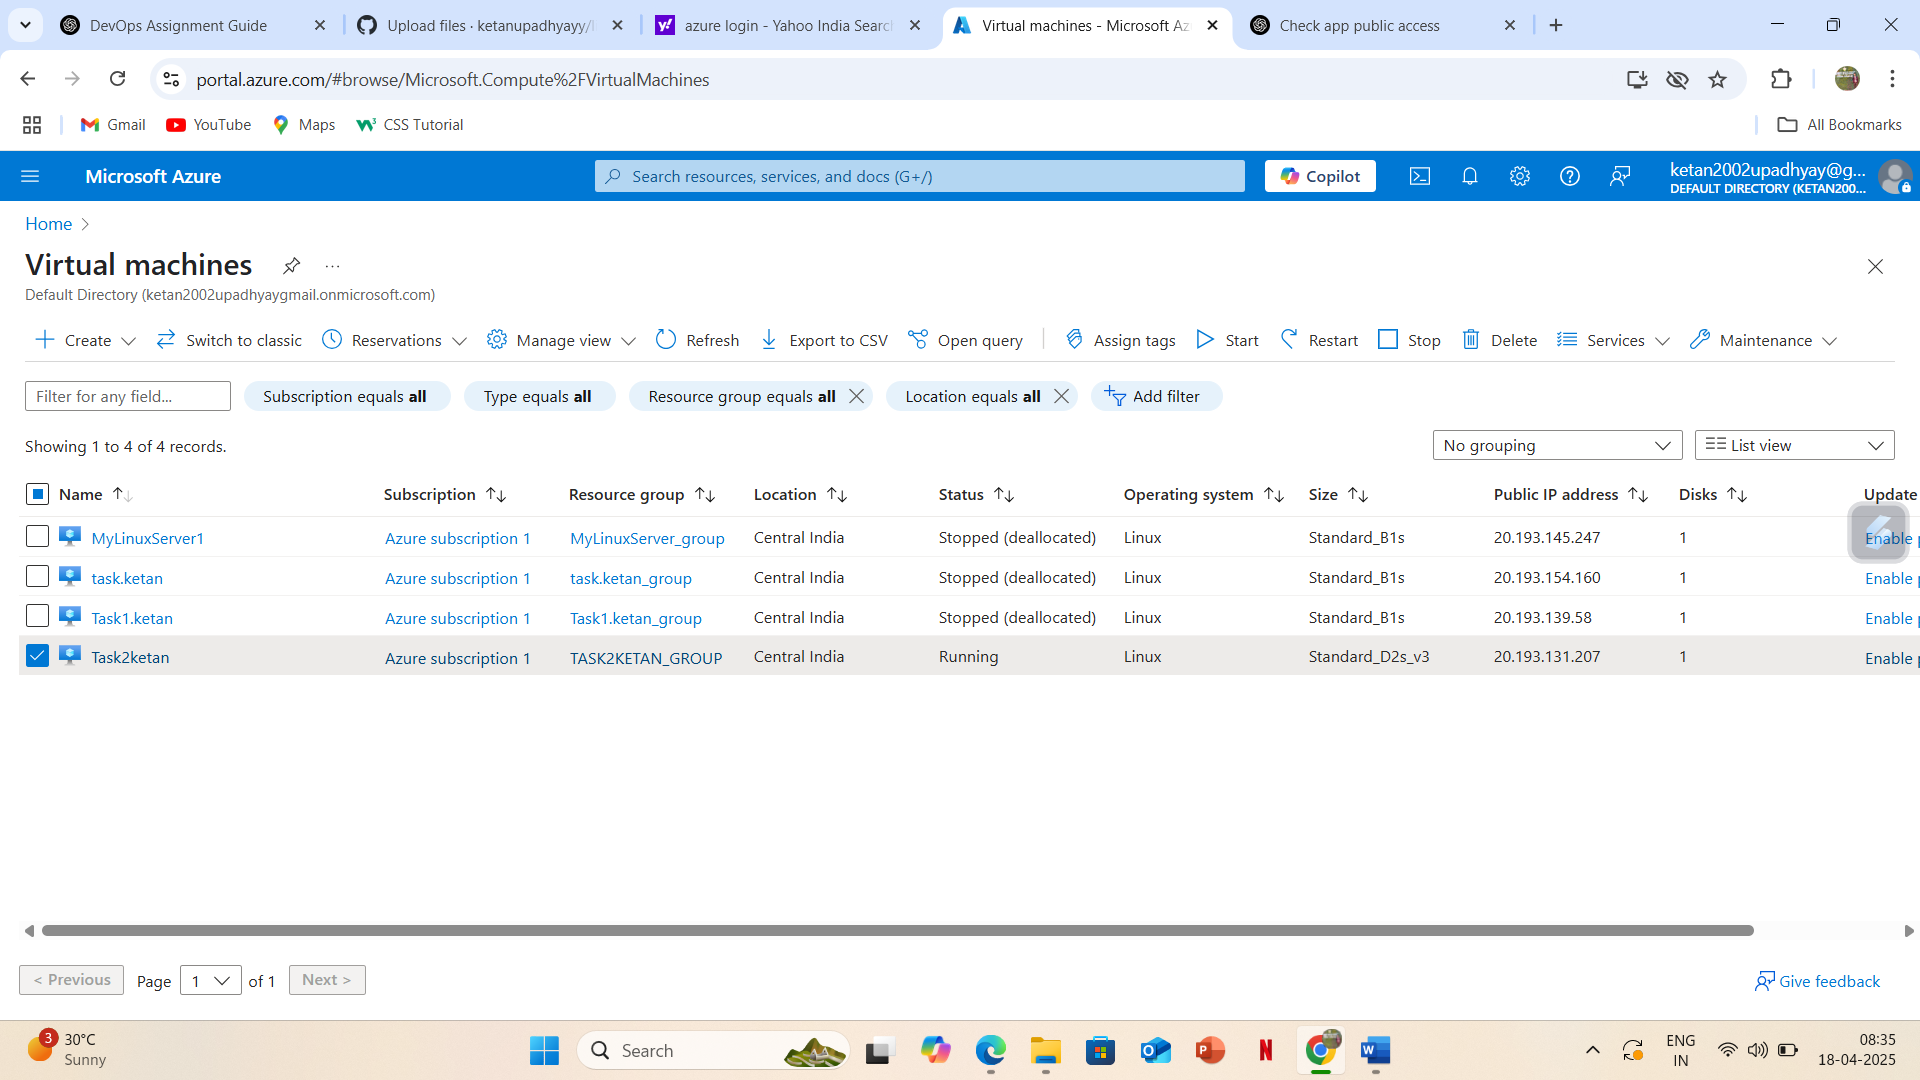 DevOps Assignment Guide
Upload files · ketanupadhyayy/
azure login - Yahoo India Search
Virtual machines - Microsoft Az
Check app public access
portal.azure.com/#browse/Microsoft.Compute%2FVirtualMachines
Gmail
YouTube
Maps
CSS Tutorial
All Bookmarks
Microsoft Azure
Search resources, services, and docs (G+/)
Copilot
ketan2002upadhyay@g...
DEFAULT DIRECTORY (KETAN200...
Home
Virtual machines
Default Directory (ketan2002upadhyaygmail.onmicrosoft.com)
Create Switch to classic Reservations Manage view Refresh Export to CSV Open query Assign tags Start Restart Stop Delete Services Maintenance
Filter for any field... Subscription equals all Type equals all Resource group equals all Location equals all Add filter
Showing 1 to 4 of 4 records.
No grouping
List view
Name Subscription Resource group Location Status Operating system Size Public IP address Disks Update
MyLinuxServer1 Azure subscription 1 MyLinuxServer_group Central India Stopped (deallocated) Linux Standard_B1s 20.193.145.247 1 Enable p
task.ketan Azure subscription 1 task.ketan_group Central India Stopped (deallocated) Linux Standard_B1s 20.193.154.160 1 Enable p
Task1.ketan Azure subscription 1 Task1.ketan_group Central India Stopped (deallocated) Linux Standard_B1s 20.193.139.58 1 Enable p
Task2ketan Azure subscription 1 TASK2KETAN_GROUP Central India Running Linux Standard_D2s_v3 20.193.131.207 1 Enable p
< Previous Page 1 of 1 Next >
Give feedback
3
30°C
Sunny
Search
ENG
IN
08:35
18-04-2025